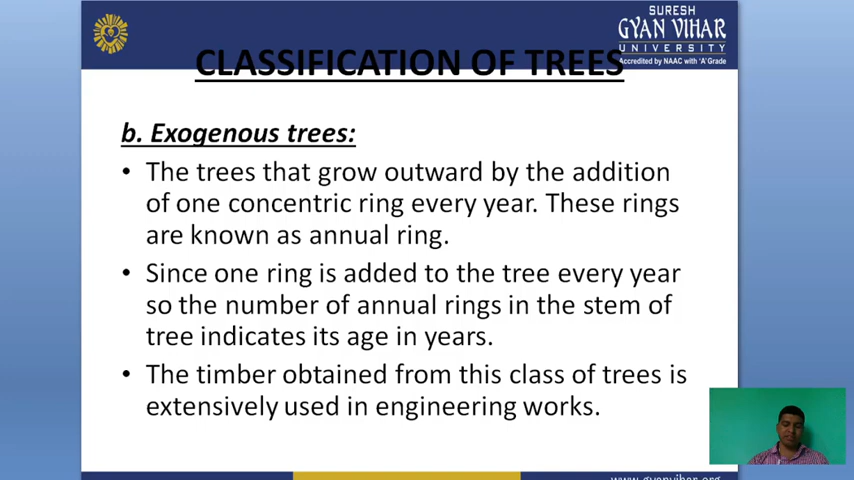 SURESH
GYAN VIHAR
UNIVERSITY
Accredited by NAAC with 'A' Grade
CLASSIFICATION OF TREES
b. Exogenous trees:
• The trees that grow outward by the addition
of one concentric ring every year. These rings
are known as annual ring.
• Since one ring is added to the tree every year
so the number of annual rings in the stem of
tree indicates its age in years.
• The timber obtained from this class of trees is
extensively used in engineering works.
www.gyanvihar.org